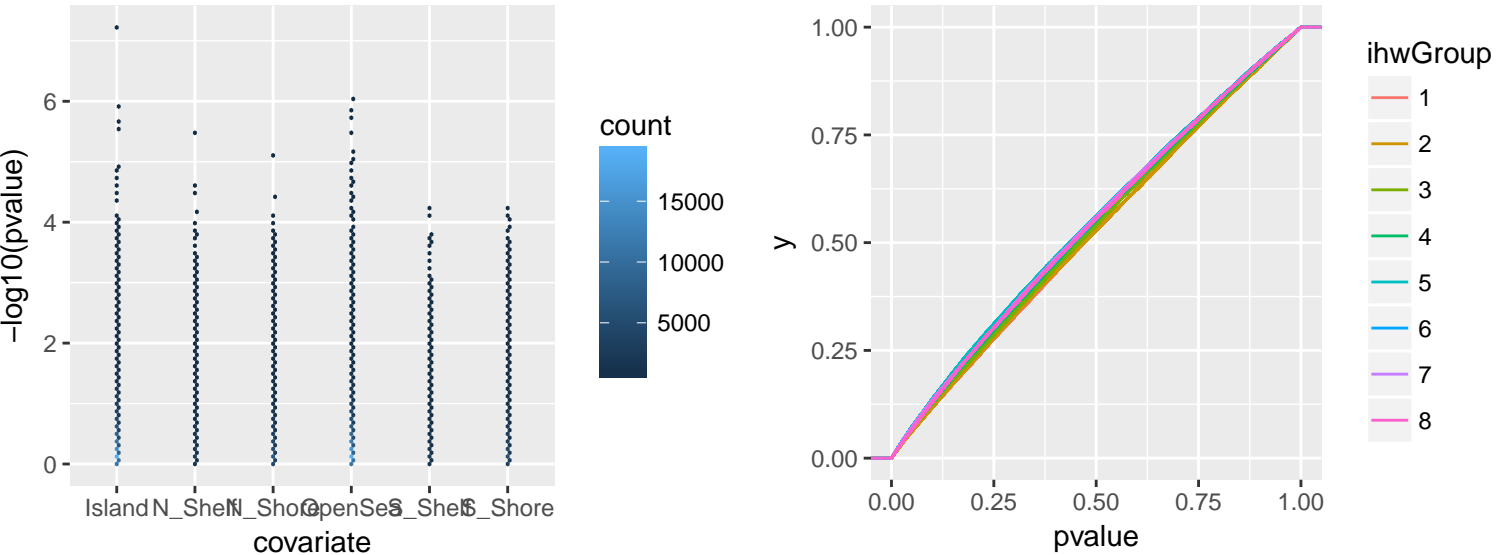 −log10(pvalue)
6
4
2
0
Island N_Shelf N_Shore OpenSea S_Shelf S_Shore
covariate
count
15000
10000
5000
y
1.00
0.75
0.50
0.25
0.00
0.00 0.25 0.50 0.75 1.00
pvalue
ihwGroup
1
2
3
4
5
6
7
8